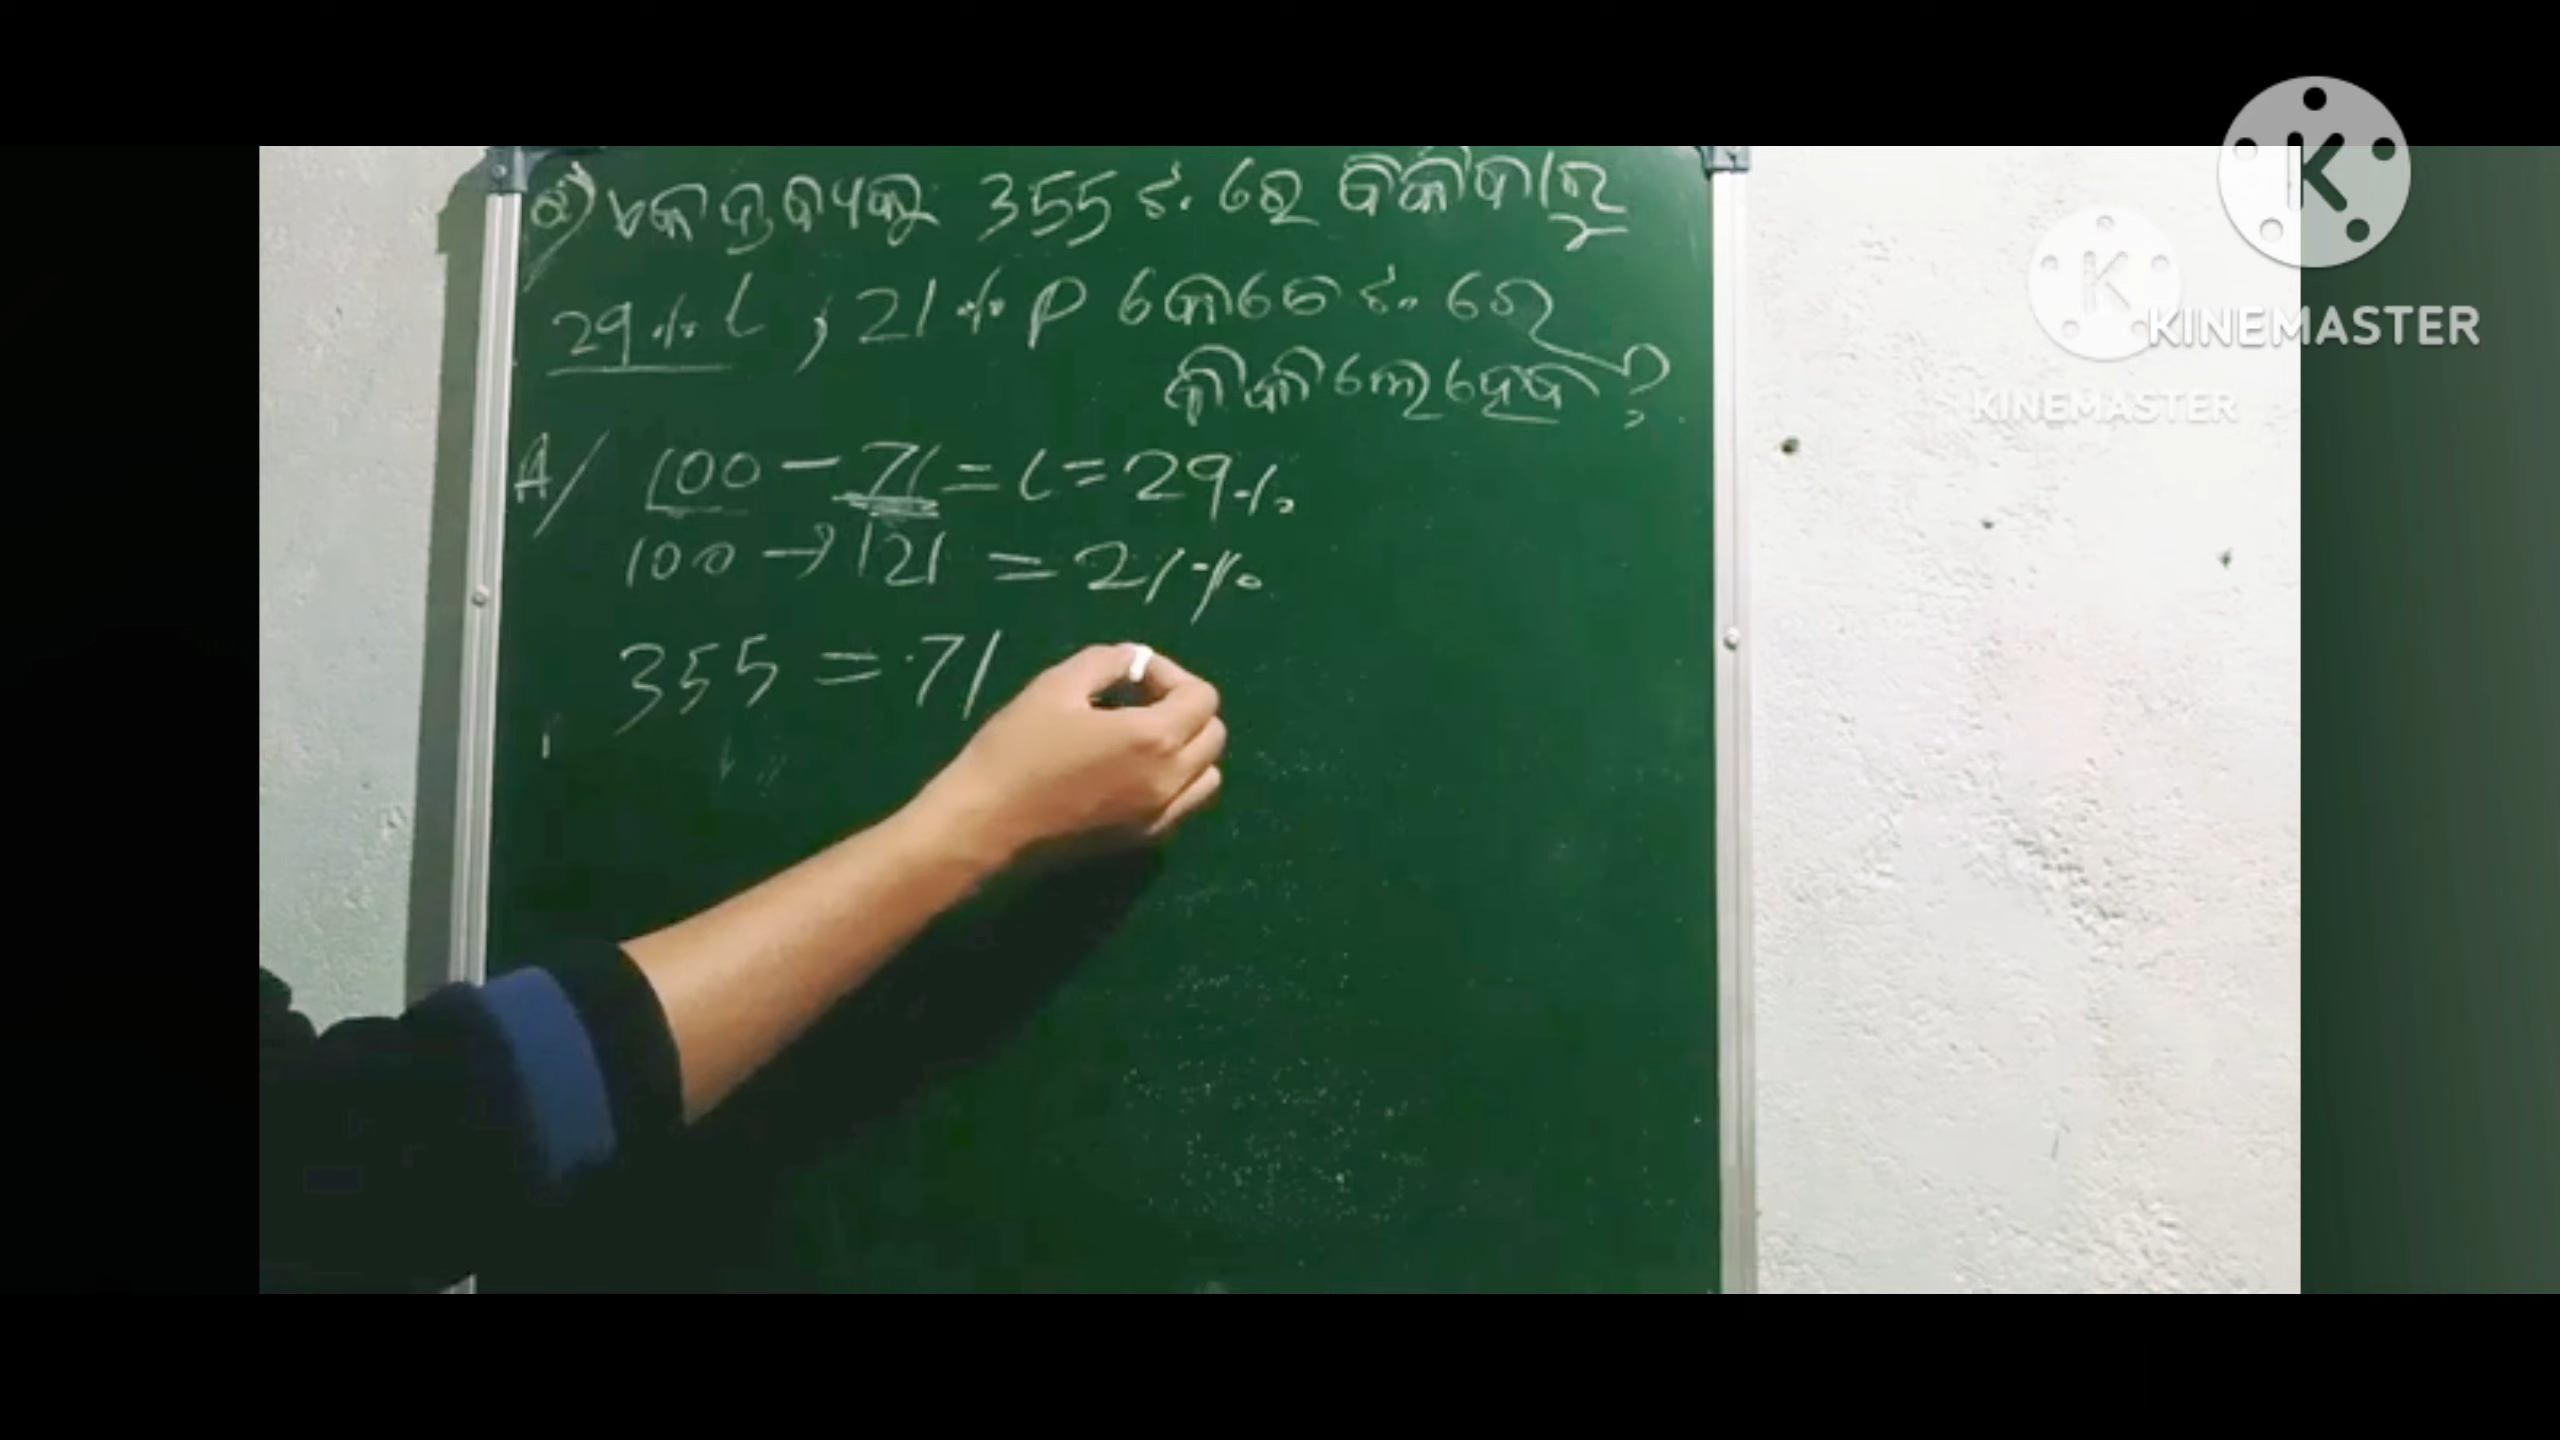 Q) ଏକ ଦ୍ରବ୍ୟକୁ 355 ଟ. ରେ ବିକିବାରୁ
29% L, 21% P କେତେ ଟ. ରେ
ବିକିଲେ ହେବ?
A/ 100 - 71 = L = 29%
100 → 121 = 21%
355 = 71
KINEMASTER
KINEMASTER